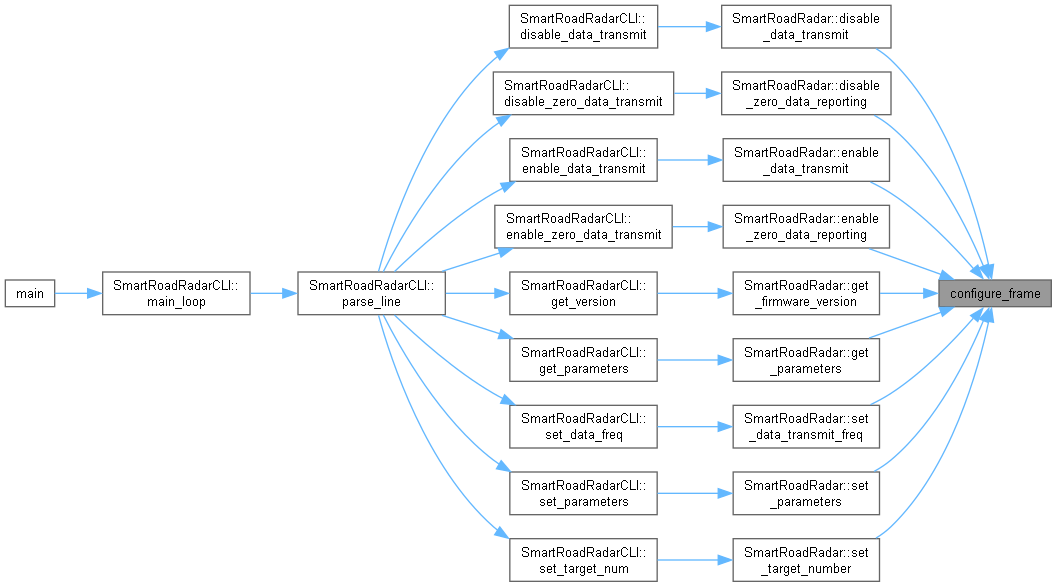 SmartRoadRadarCLI::
disable_data_transmit
SmartRoadRadar::disable
_data_transmit
SmartRoadRadarCLI::
disable_zero_data_transmit
SmartRoadRadar::disable
_zero_data_reporting
SmartRoadRadarCLI::
enable_data_transmit
SmartRoadRadar::enable
_data_transmit
SmartRoadRadarCLI::
enable_zero_data_transmit
SmartRoadRadar::enable
_zero_data_reporting
main
SmartRoadRadarCLI::
main_loop
SmartRoadRadarCLI::
parse_line
SmartRoadRadarCLI::
get_version
SmartRoadRadar::get
_firmware_version
configure_frame
SmartRoadRadarCLI::
get_parameters
SmartRoadRadar::get
_parameters
SmartRoadRadarCLI::
set_data_freq
SmartRoadRadar::set
_data_transmit_freq
SmartRoadRadarCLI::
set_parameters
SmartRoadRadar::set
_parameters
SmartRoadRadarCLI::
set_target_num
SmartRoadRadar::set
_target_number